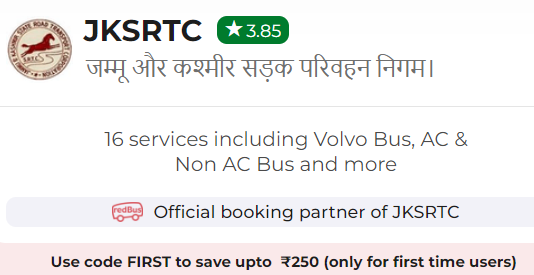 JKSRTC ★ 3.85
जम्मू और कश्मीर सड़क परिवहन निगम।
16 services including Volvo Bus, AC &
Non AC Bus and more
redBus Official booking partner of JKSRTC
Use code FIRST to save upto ₹250 (only for first time users)